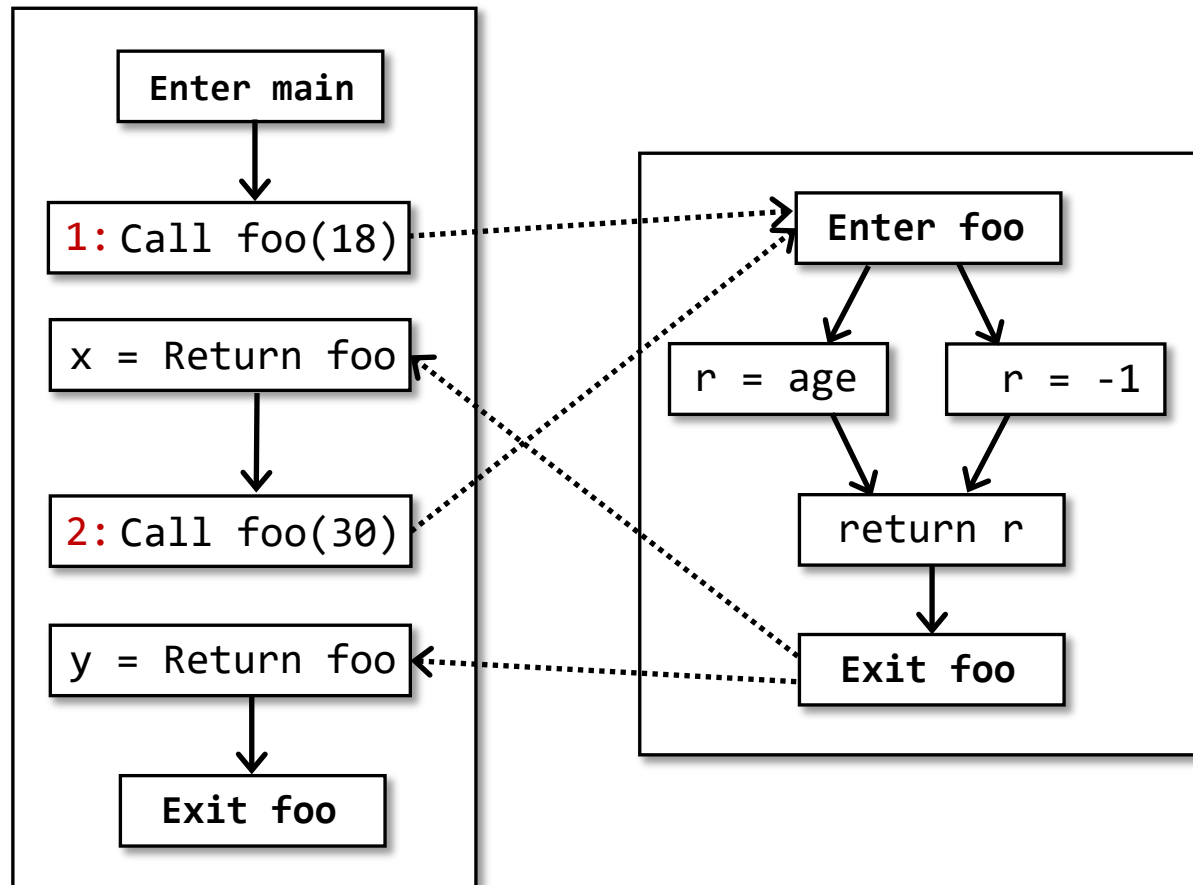 Enter main
1: Call foo(18)
x = Return foo
2: Call foo(30)
y = Return foo
Exit foo
Enter foo
r = age
r = -1
return r
Exit foo